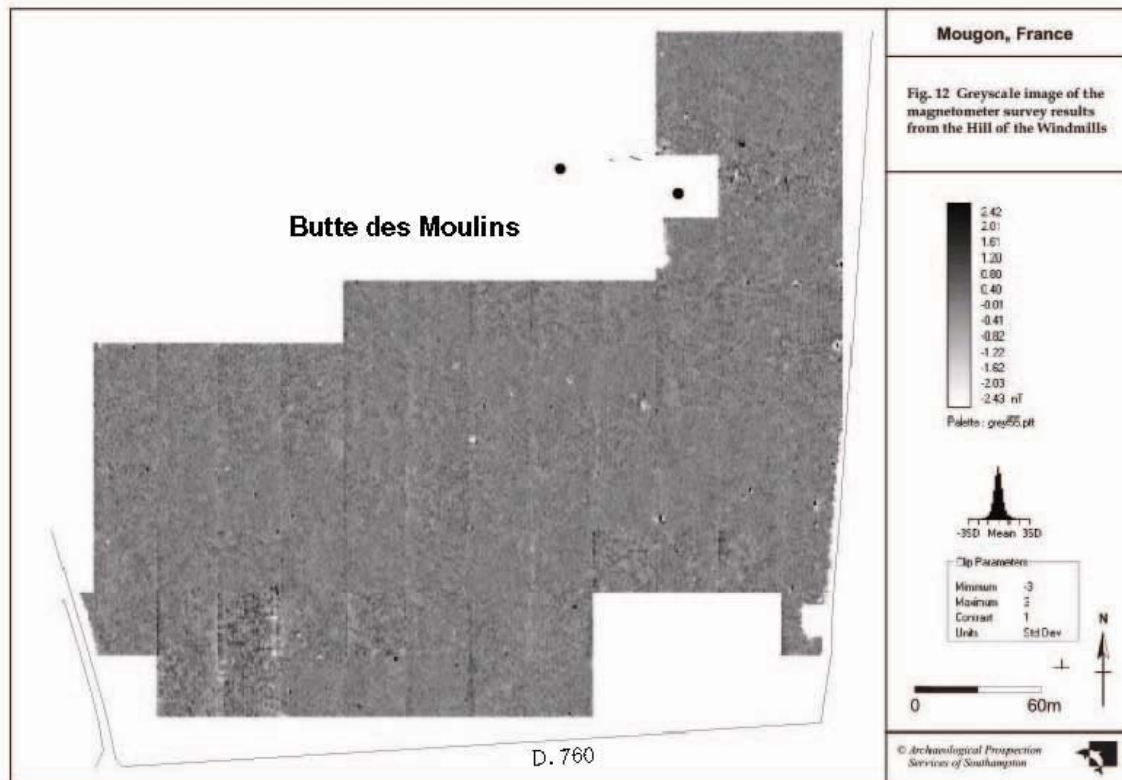 Mougon, France
Fig. 12 Greyscale image of the
magnetometer survey results
from the Hill of the Windmills
Butte des Moulins
2.42
2.01
1.61
1.20
0.80
0.40
-0.01
-0.41
-0.82
-1.22
-1.62
-2.03
-2.43 nT
Palette : grey55.plt
-3SD Mean 3SD
Clip Parameters
Minimum -3
Maximum 3
Contrast 1
Units Std Dev
N
0 60m
D. 760
© Archaeological Prospection
Services of Southampton